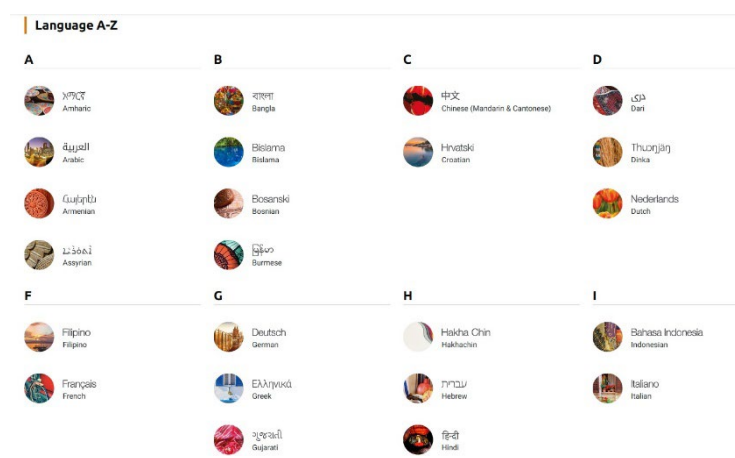 Language A-Z
A
አማርኛ
Amharic
العربية
Arabic
Հայերեն
Armenian
Assyrian
B
বাংলা
Bangla
Bislama
Bislama
Bosanski
Bosnian
မြန်မာ
Burmese
C
中文
Chinese (Mandarin & Cantonese)
Hrvatski
Croatian
D
دری
Dari
Thuɔŋjäŋ
Dinka
Nederlands
Dutch
F
Filipino
Filipino
Français
French
G
Deutsch
German
Ελληνικά
Greek
ગુજરાતી
Gujarati
H
Hakha Chin
Hakhachin
עברית
Hebrew
हिन्दी
Hindi
I
Bahasa Indonesia
Indonesian
Italiano
Italian